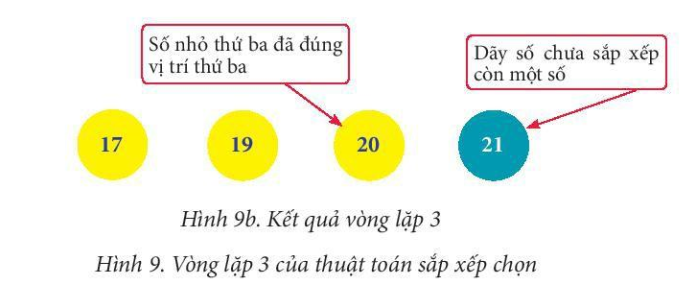 Số nhỏ thứ ba đã đúng
vị trí thứ ba
Dãy số chưa sắp xếp
còn một số
17 19 20 21
Hình 9b. Kết quả vòng lặp 3
Hình 9. Vòng lặp 3 của thuật toán sắp xếp chọn